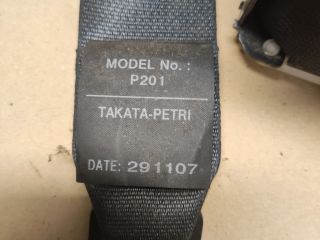 MODEL No. :
P201
TAKATA-PETRI
DATE: 291107